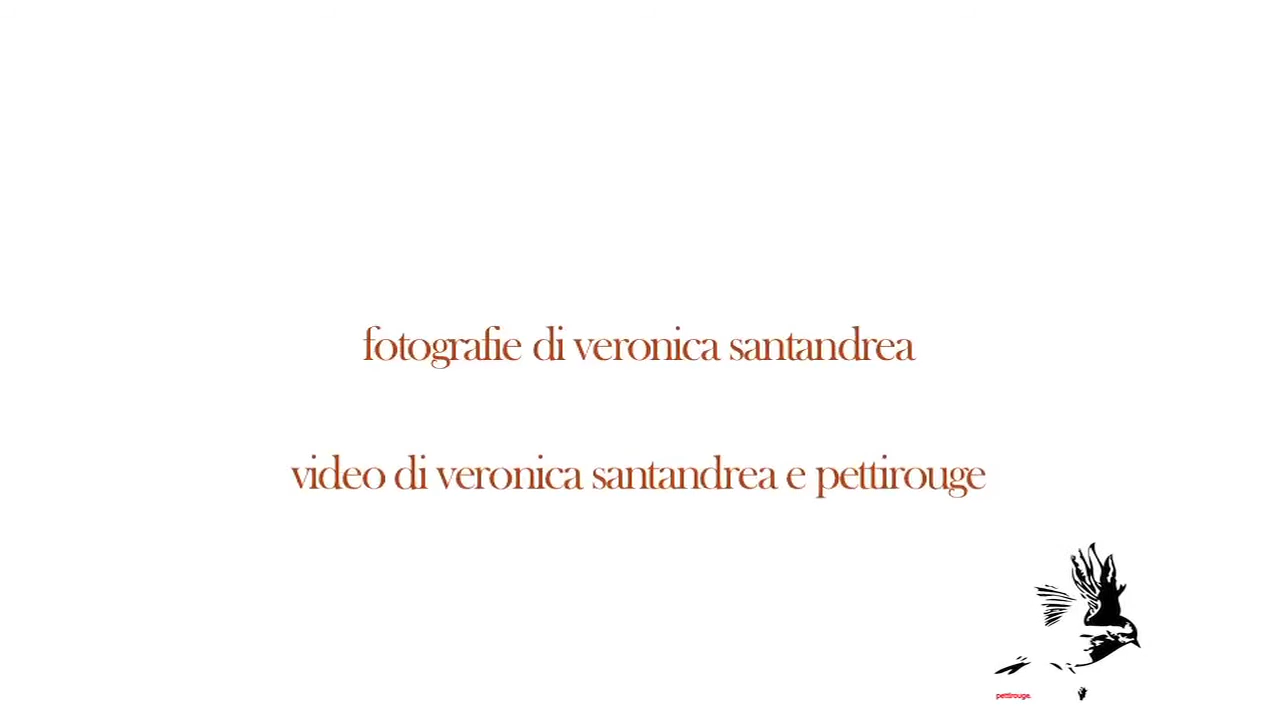 fotografie di veronica santandrea
video di veronica santandrea e pettirouge
pettirouge.